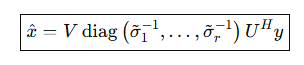 x̂ = V diag (σ̃₁⁻¹, . . . , σ̃ᵣ⁻¹) Uᴴy